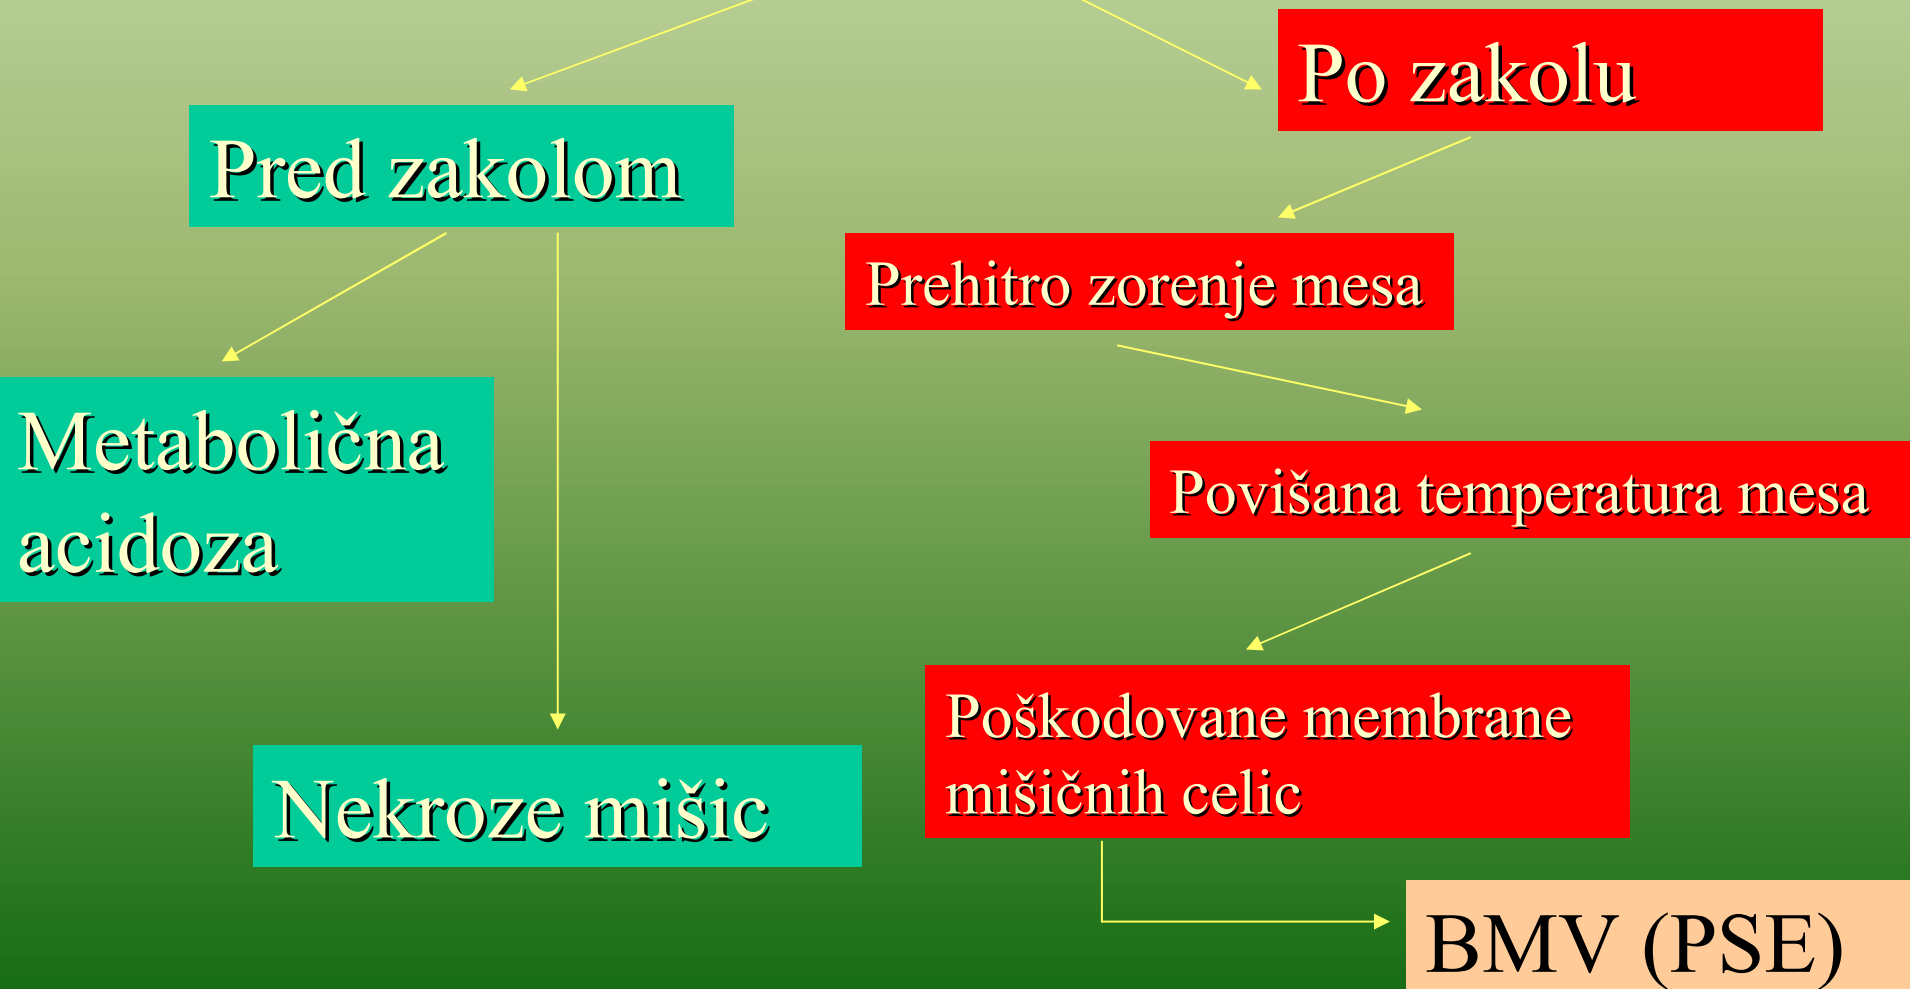 Po zakolu
Pred zakolom
Prehitro zorenje mesa
Metabolična
acidoza
Povišana temperatura mesa
Poškodovane membrane
mišičnih celic
Nekroze mišic
BMV (PSE)